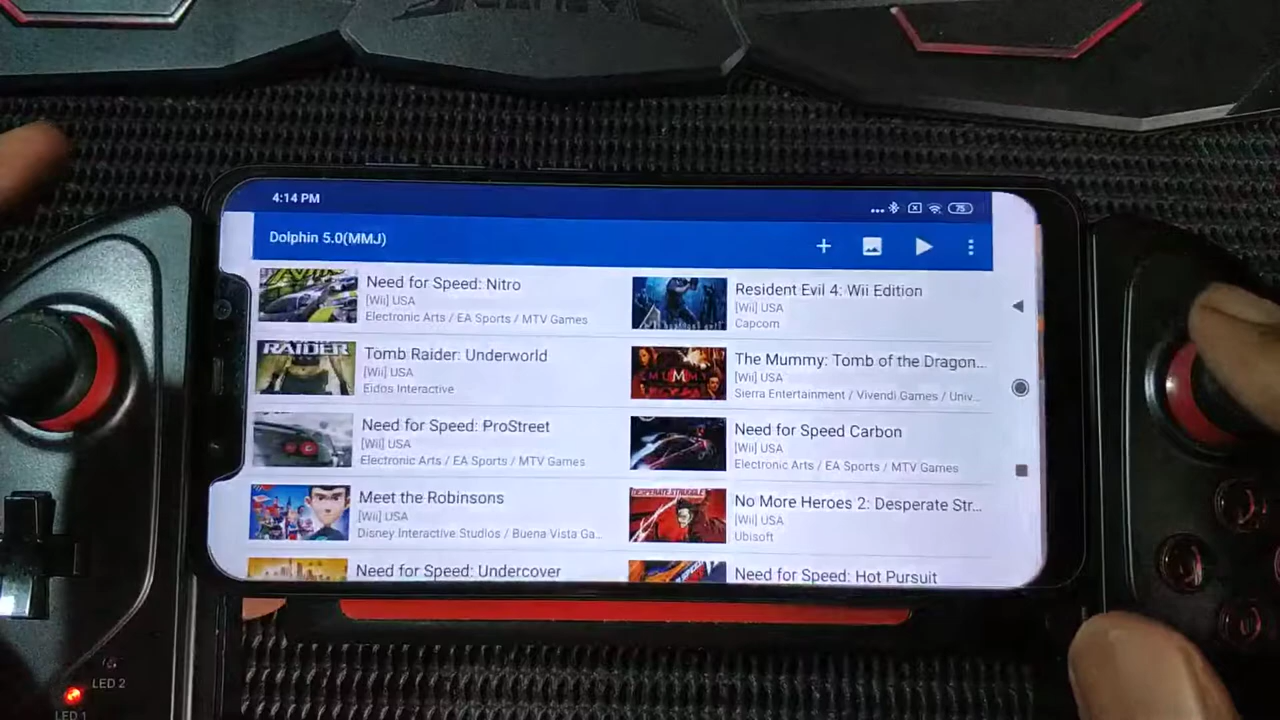 4:14 PM
75
Dolphin 5.0(MMJ)
Need for Speed: Nitro
[Wii] USA
Electronic Arts / EA Sports / MTV Games
Resident Evil 4: Wii Edition
[Wii] USA
Capcom
RAIDER
Tomb Raider: Underworld
[Wii] USA
Eidos Interactive
MUMMY
The Mummy: Tomb of the Dragon...
[Wii] USA
Sierra Entertainment / Vivendi Games / Univ...
Need for Speed: ProStreet
[Wii] USA
Electronic Arts / EA Sports / MTV Games
Need for Speed Carbon
[Wii] USA
Electronic Arts / EA Sports / MTV Games
Meet the Robinsons
[Wii] USA
Disney Interactive Studios / Buena Vista Ga...
DESPERATE STRUGGLE
No More Heroes 2: Desperate Str...
[Wii] USA
Ubisoft
Need for Speed: Undercover
Need for Speed: Hot Pursuit
LED 2
LED 1